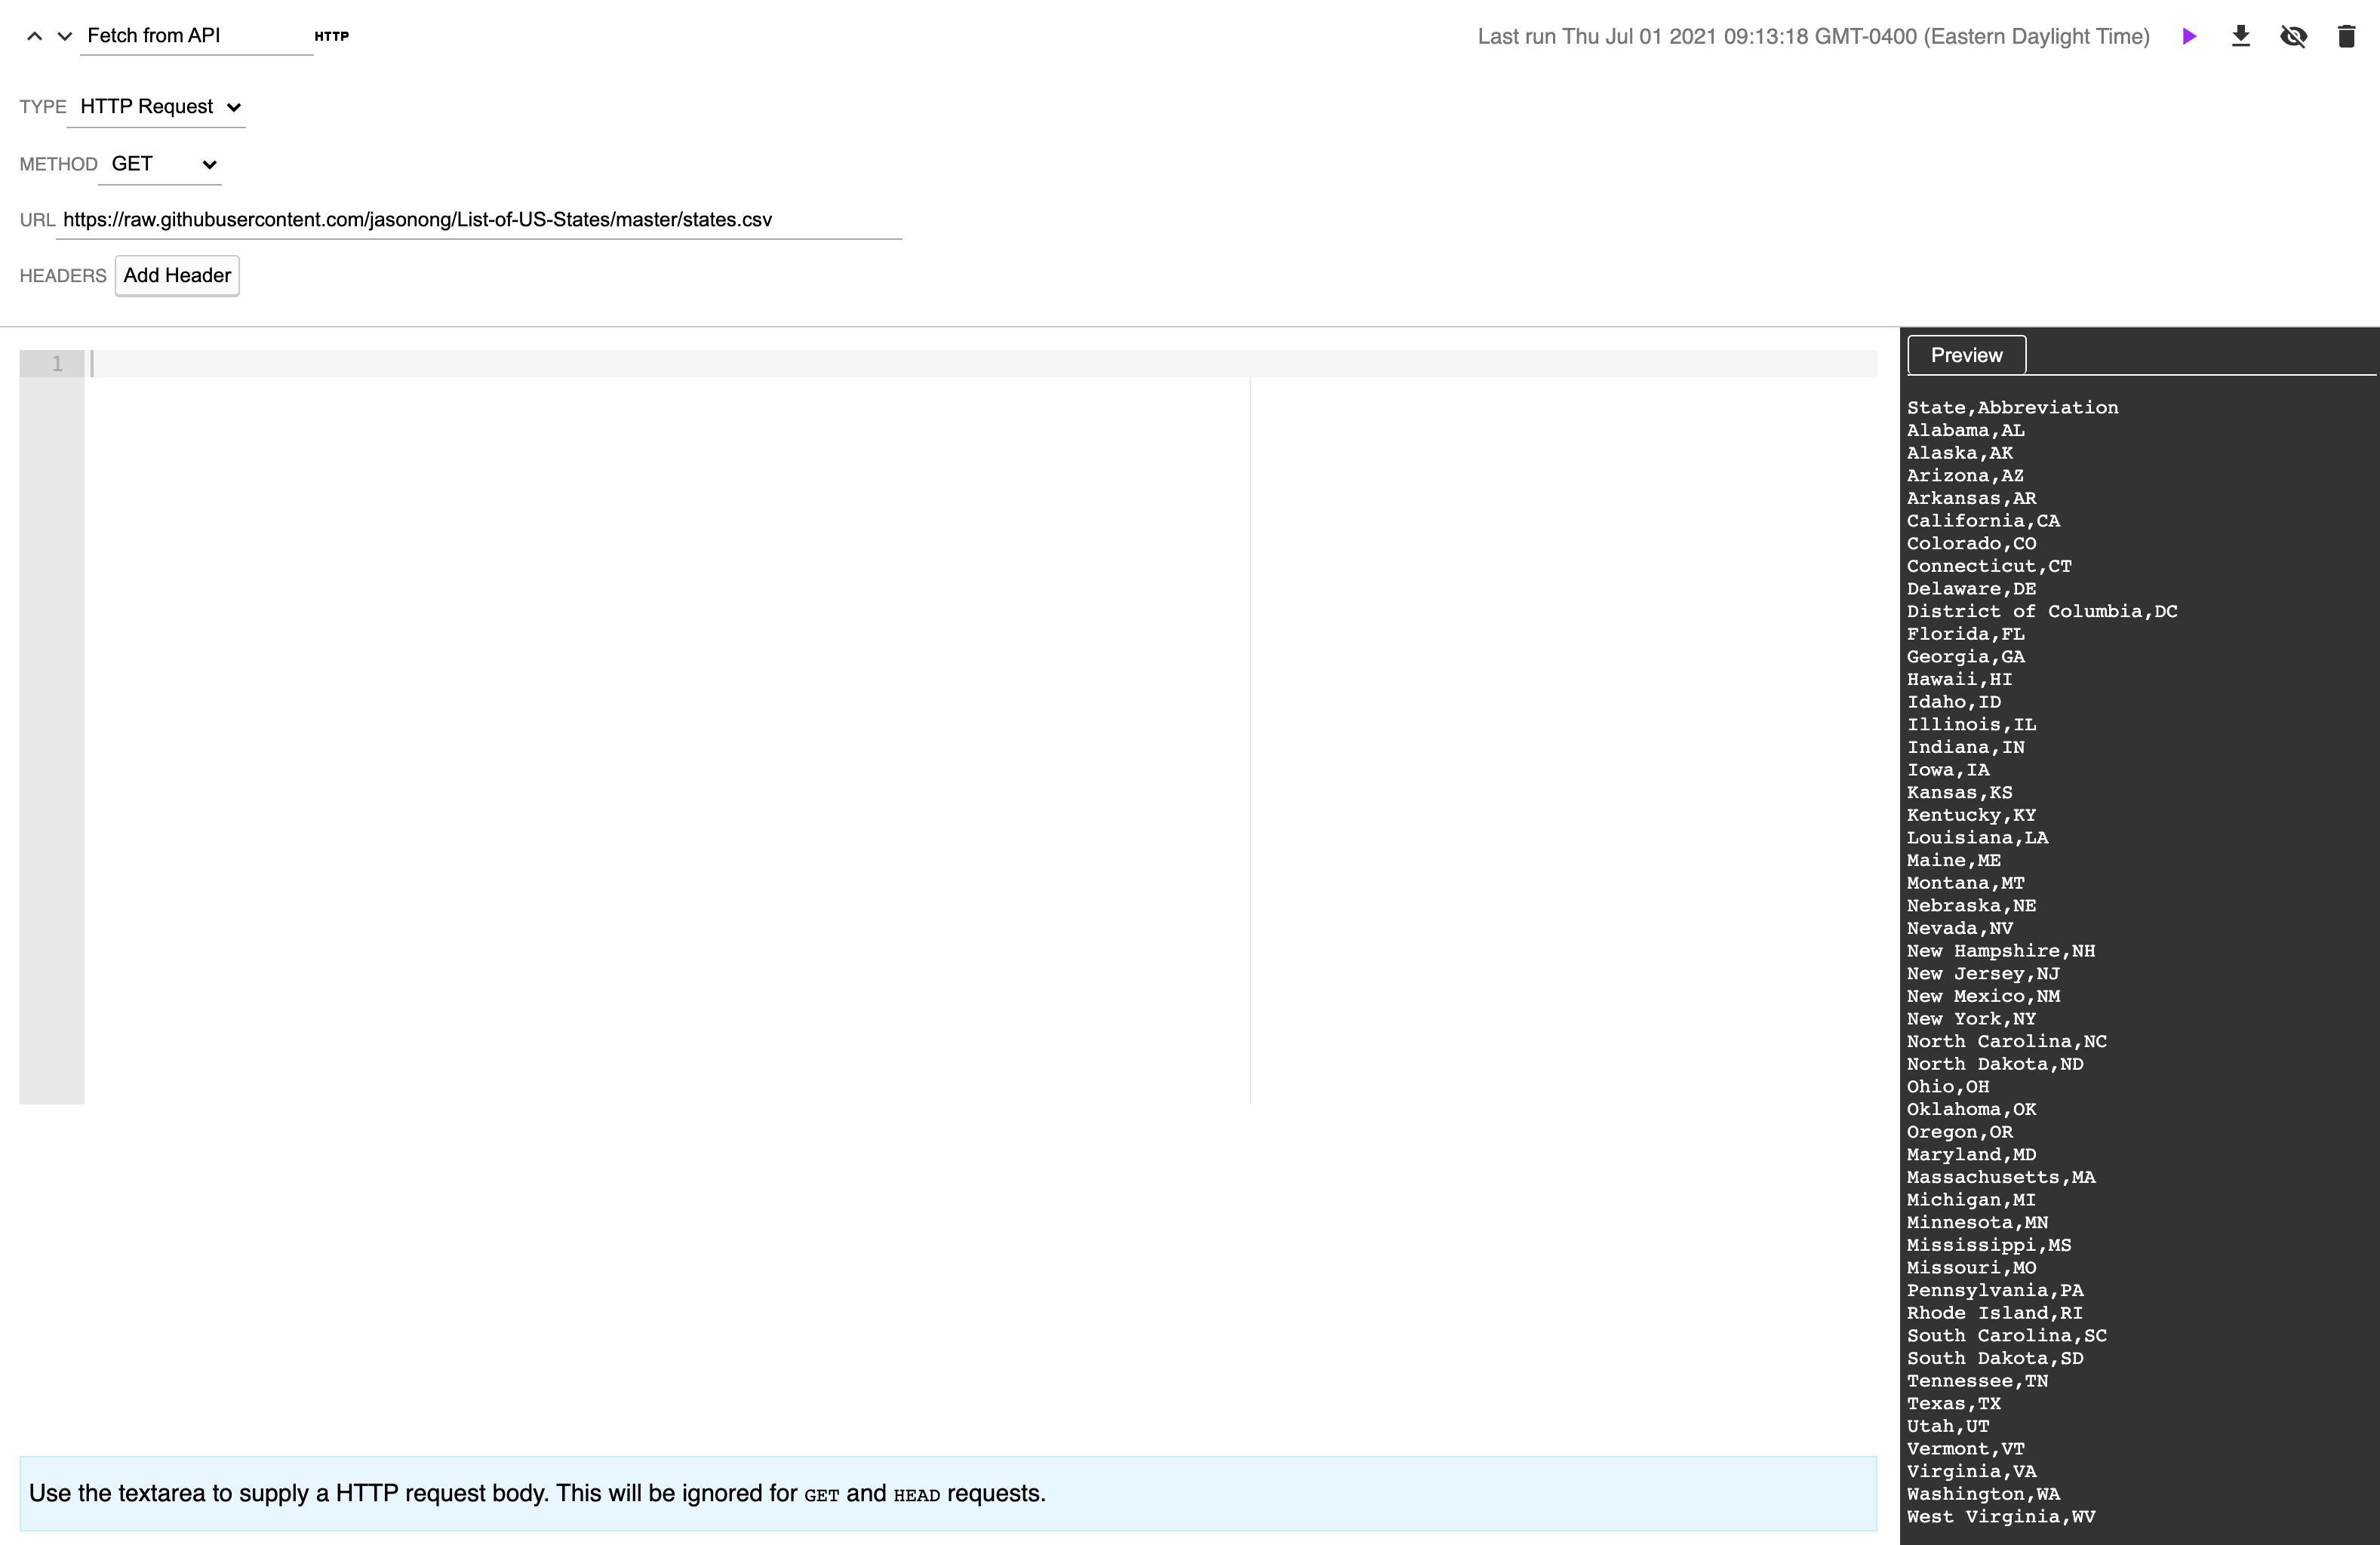 Fetch from API HTTP Last run Thu Jul 01 2021 09:13:18 GMT-0400 (Eastern Daylight Time)
TYPE HTTP Request
METHOD GET
URL https://raw.githubusercontent.com/jasonong/List-of-US-States/master/states.csv
HEADERS Add Header
1
Preview
State,Abbreviation
Alabama,AL
Alaska,AK
Arizona,AZ
Arkansas,AR
California,CA
Colorado,CO
Connecticut,CT
Delaware,DE
District of Columbia,DC
Florida,FL
Georgia,GA
Hawaii,HI
Idaho,ID
Illinois,IL
Indiana,IN
Iowa,IA
Kansas,KS
Kentucky,KY
Louisiana,LA
Maine,ME
Montana,MT
Nebraska,NE
Nevada,NV
New Hampshire,NH
New Jersey,NJ
New Mexico,NM
New York,NY
North Carolina,NC
North Dakota,ND
Ohio,OH
Oklahoma,OK
Oregon,OR
Maryland,MD
Massachusetts,MA
Michigan,MI
Minnesota,MN
Mississippi,MS
Missouri,MO
Pennsylvania,PA
Rhode Island,RI
South Carolina,SC
South Dakota,SD
Tennessee,TN
Texas,TX
Utah,UT
Vermont,VT
Virginia,VA
Washington,WA
West Virginia,WV
Use the textarea to supply a HTTP request body. This will be ignored for GET and HEAD requests.